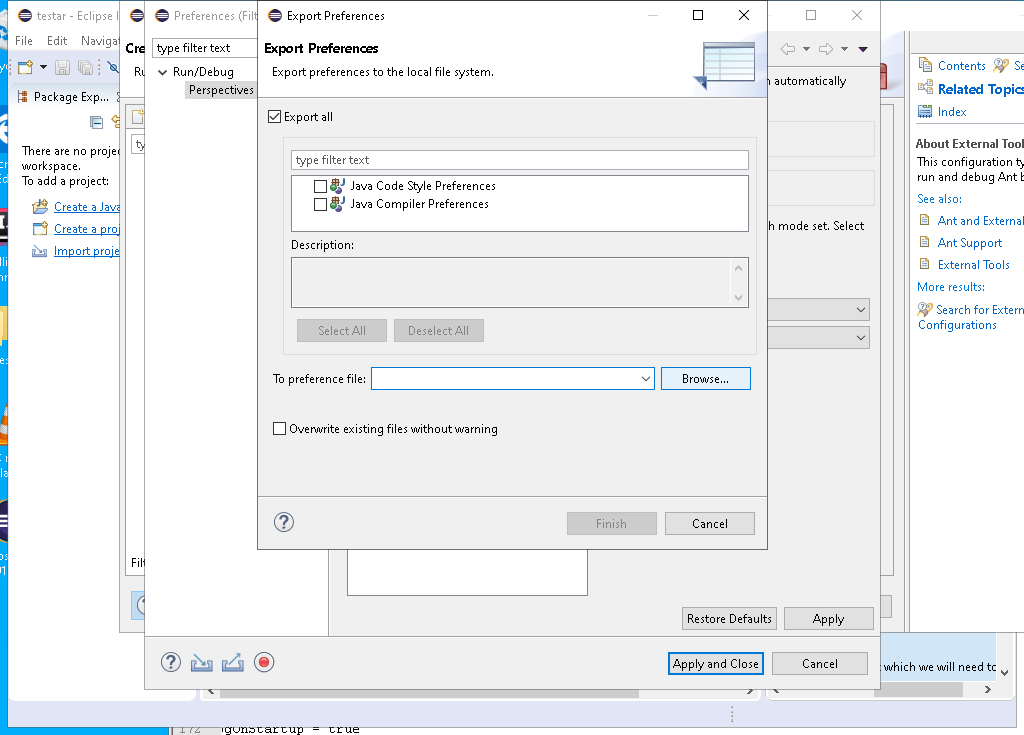 testar - Eclipse I
File Edit Navigat
Package Exp...
There are no projec
workspace.
To add a project:
Create a Java
Create a proj
Import proje
Cre
Ru
ty
Filt
Preferences (Filt
type filter text
Run/Debug
Perspectives
Export Preferences
Export Preferences
Export preferences to the local file system.
Export all
type filter text
Java Code Style Preferences
Java Compiler Preferences
Description:
Select All
Deselect All
To preference file:
Browse...
Overwrite existing files without warning
Finish
Cancel
n automatically
h mode set. Select
Restore Defaults
Apply
Apply and Close
Cancel
Contents
Se
Related Topics
Index
About External Tool
This configuration ty
run and debug Ant b
See also:
Ant and External
Ant Support
External Tools
More results:
Search for Extern
Configurations
which we will need to
172
gOnStartup = true